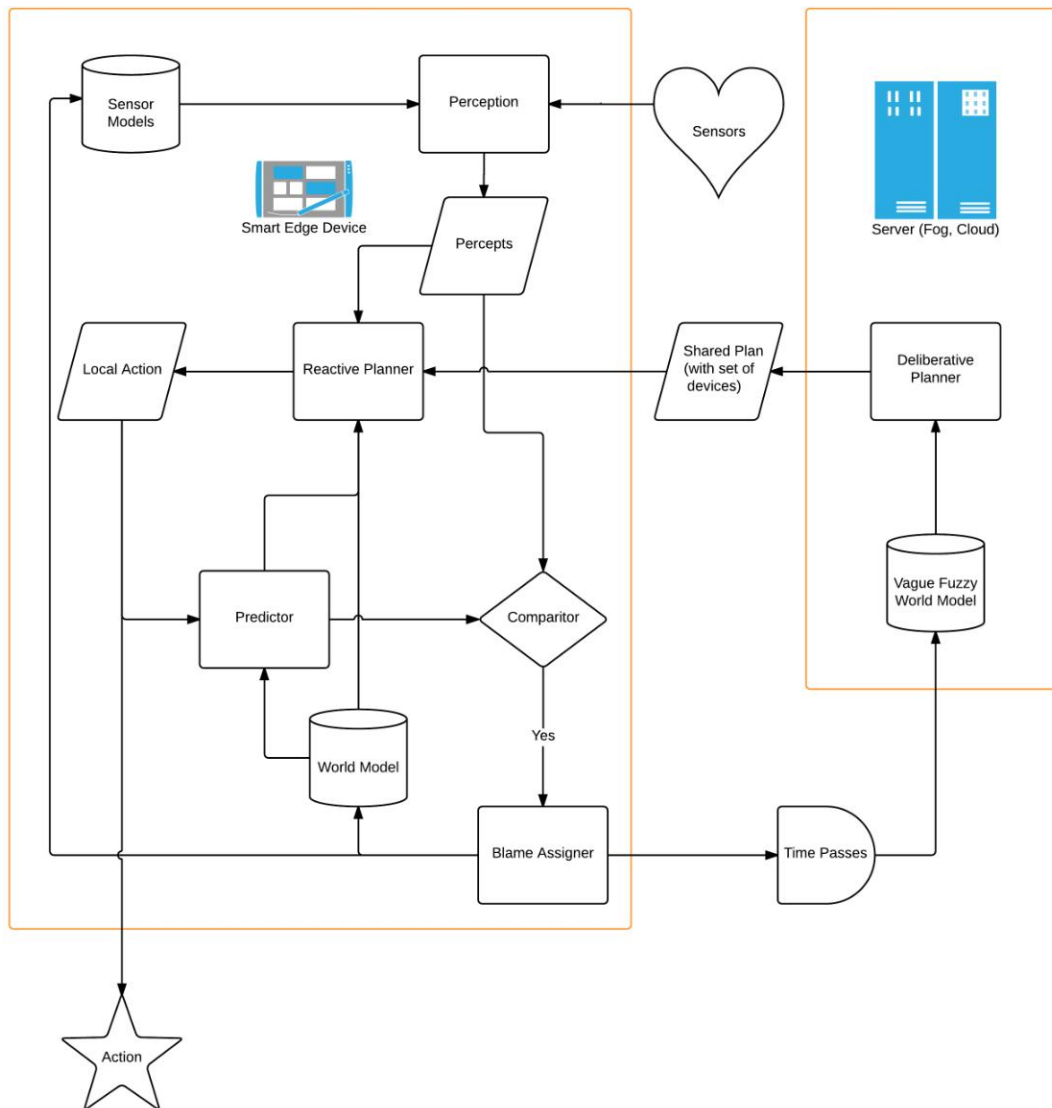 Sensor
Models
Perception
Sensors
Smart Edge Device
Percepts
Server (Fog, Cloud)
Local Action
Reactive Planner
Shared Plan
(with set of
devices)
Deliberative
Planner
Predictor
Comparitor
Vague Fuzzy
World Model
Yes
World Model
Blame Assigner
Time Passes
Action